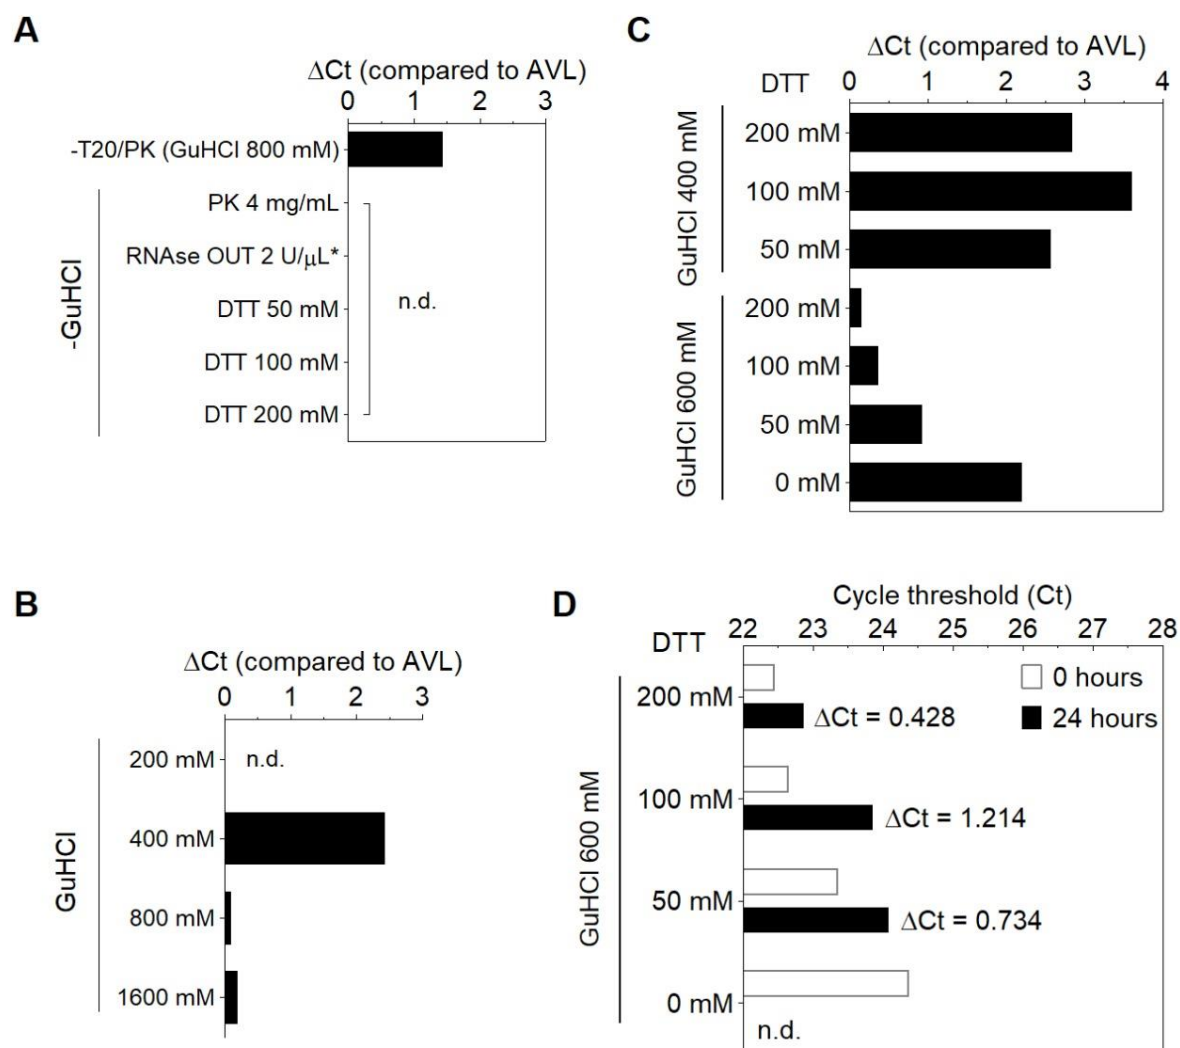 A
ΔCt (compared to AVL)
0 1 2 3
-T20/PK (GuHCl 800 mM)
-GuHCl
PK 4 mg/mL
RNAse OUT 2 U/μL*
DTT 50 mM
DTT 100 mM
DTT 200 mM
n.d.
C
ΔCt (compared to AVL)
DTT 0 1 2 3 4
GuHCl 400 mM
200 mM
100 mM
50 mM
GuHCl 600 mM
200 mM
100 mM
50 mM
0 mM
B
ΔCt (compared to AVL)
0 1 2 3
GuHCl
200 mM n.d.
400 mM
800 mM
1600 mM
D
Cycle threshold (Ct)
DTT 22 23 24 25 26 27 28
0 hours
24 hours
GuHCl 600 mM
200 mM ΔCt = 0.428
100 mM ΔCt = 1.214
50 mM ΔCt = 0.734
0 mM
n.d.